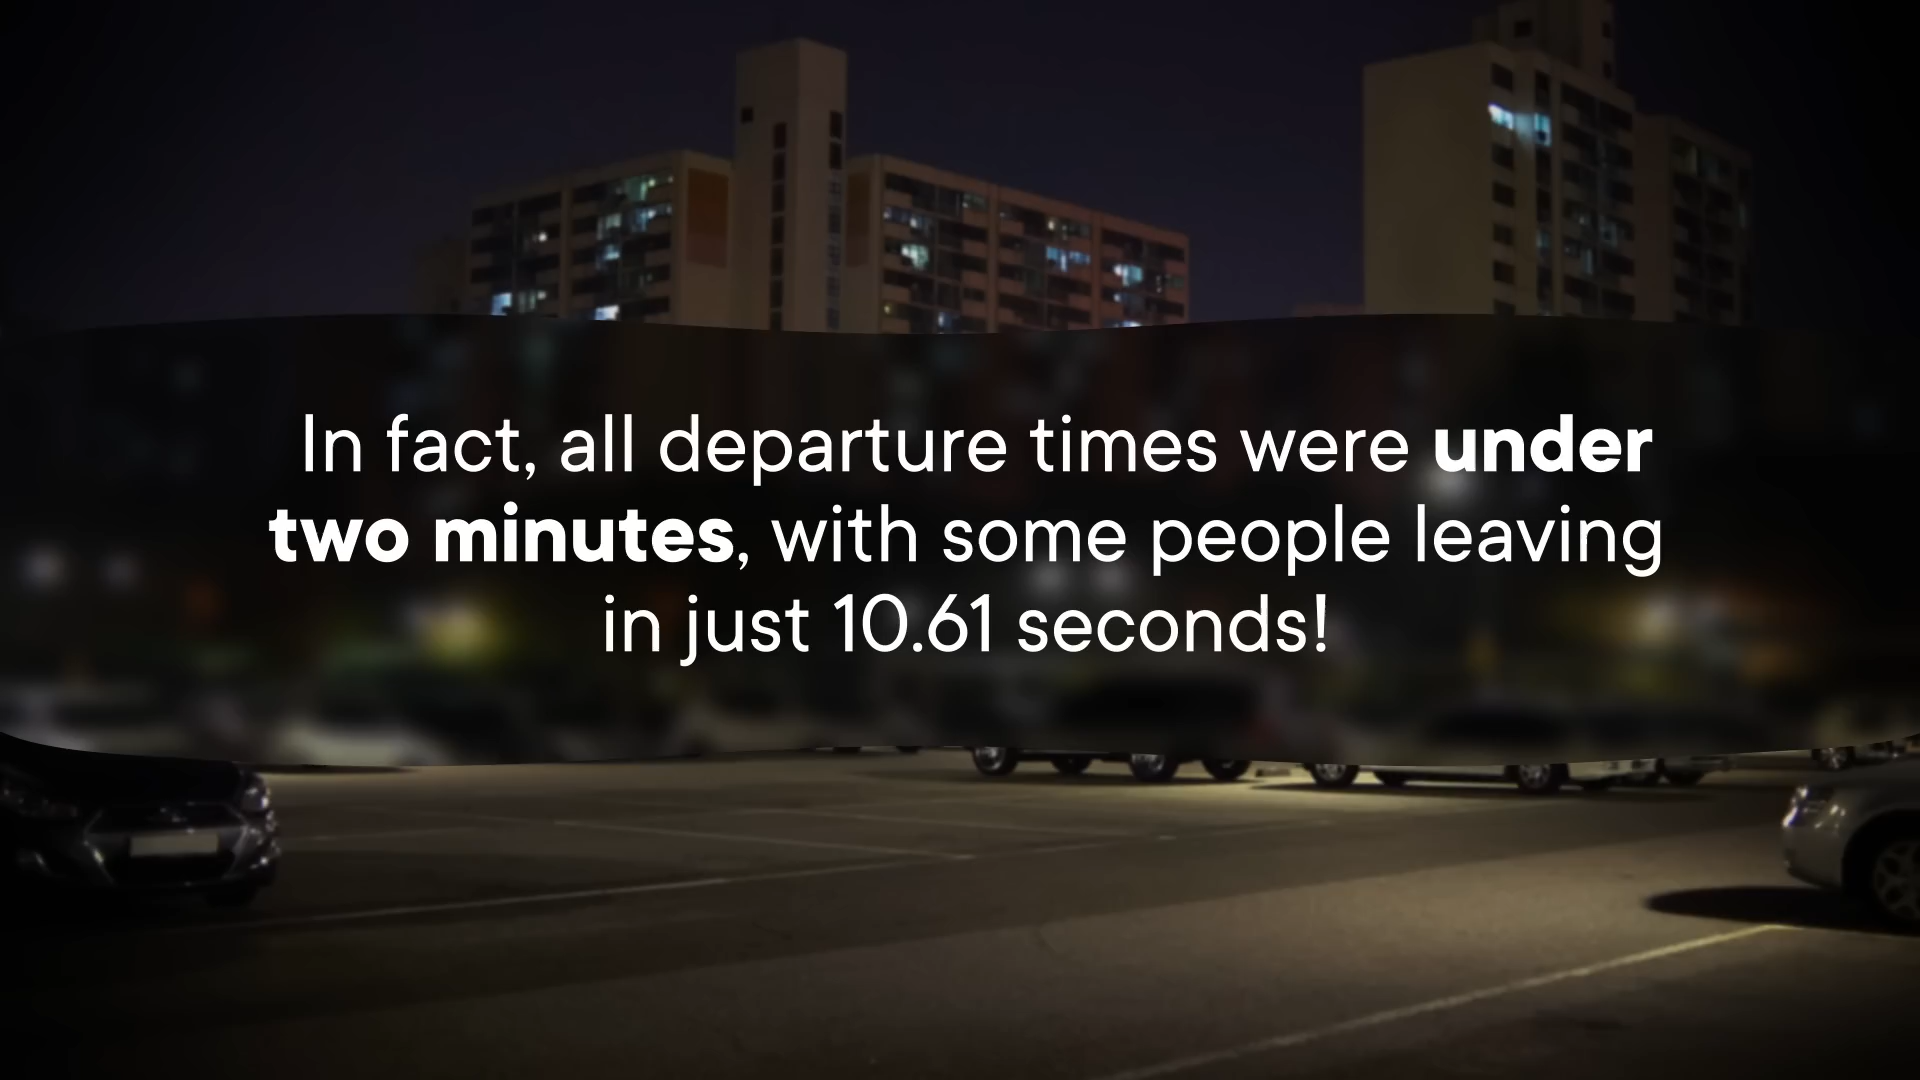 In fact, all departure times were under
two minutes, with some people leaving
in just 10.61 seconds!